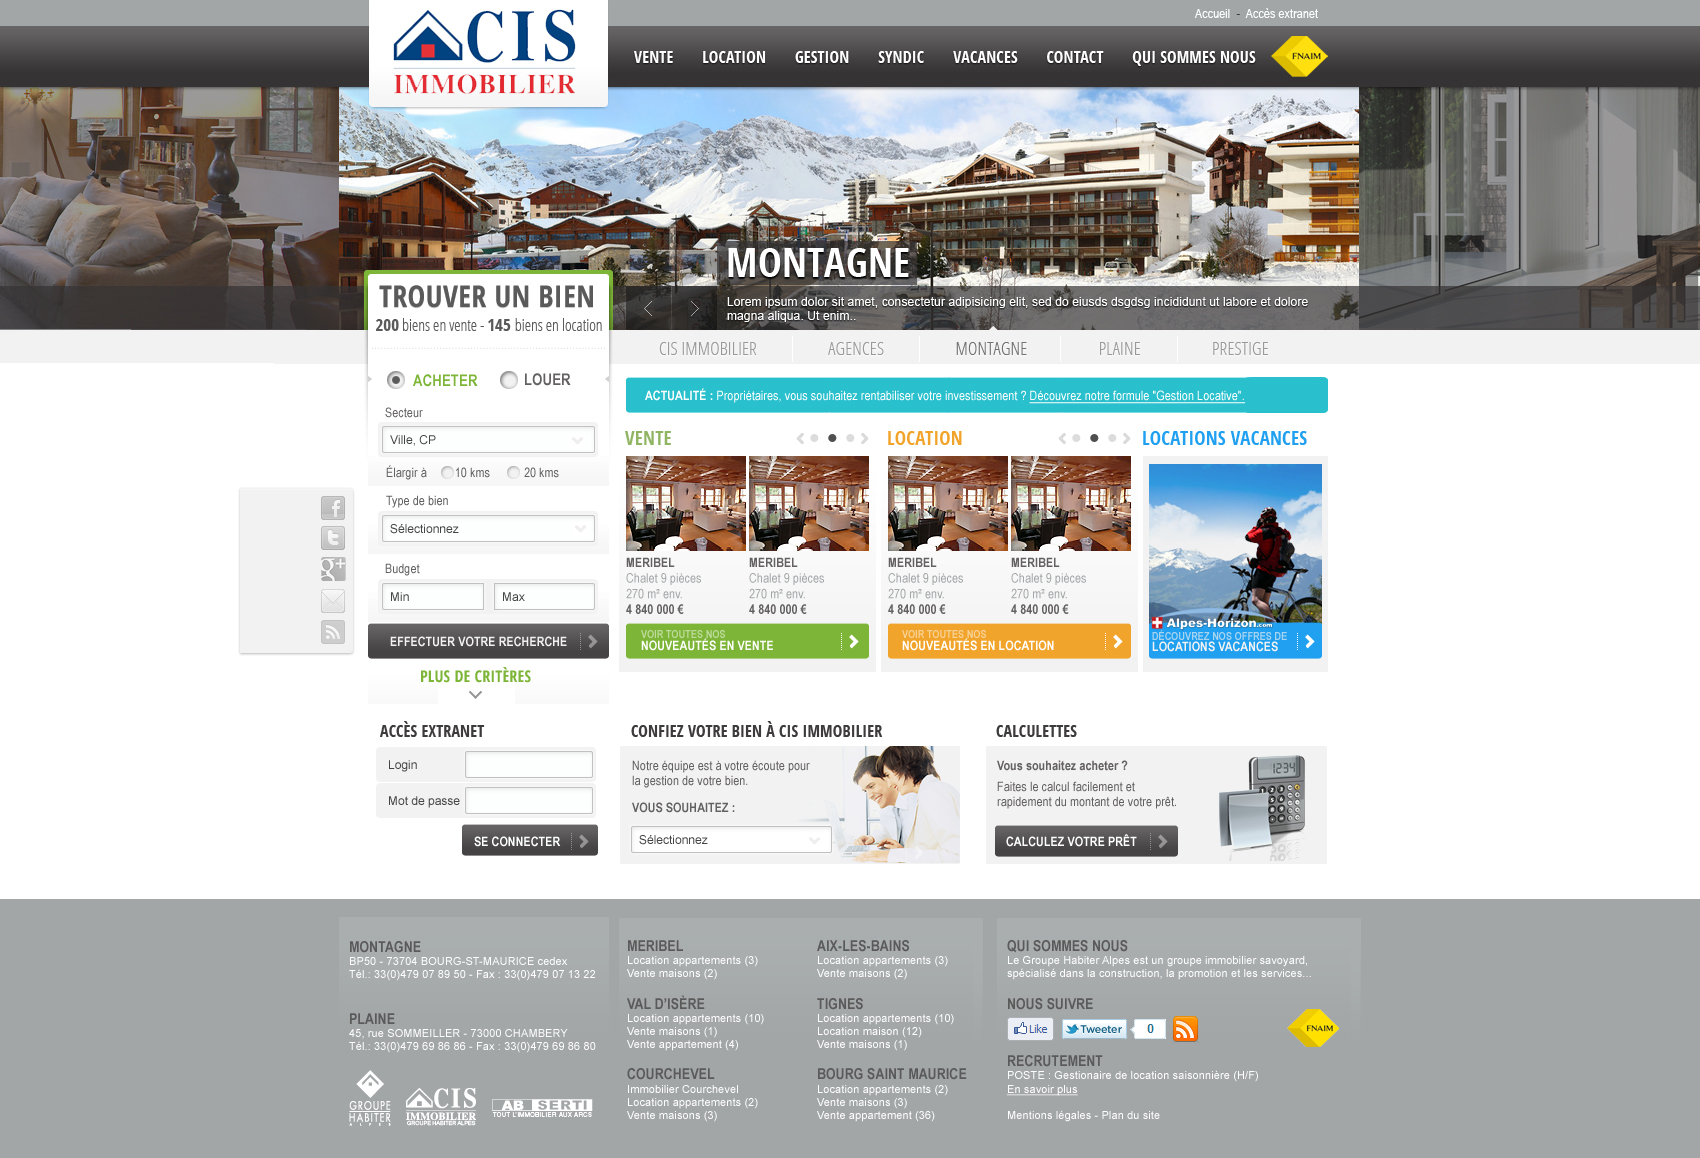 Accueil - Accès extranet
CIS
IMMOBILIER
VENTE LOCATION GESTION SYNDIC VACANCES CONTACT QUI SOMMES NOUS
FNAIM
MONTAGNE
Lorem ipsum dolor sit amet, consectetur adipisicing elit, sed do eiusds dsgdsg incididunt ut labore et dolore
magna aliqua. Ut enim..
TROUVER UN BIEN
200 biens en vente - 145 biens en location
CIS IMMOBILIER AGENCES MONTAGNE PLAINE PRESTIGE
ACHETER LOUER
Secteur
Ville, CP
Élargir à 10 kms 20 kms
Type de bien
Sélectionnez
Budget
Min Max
EFFECTUER VOTRE RECHERCHE
PLUS DE CRITÈRES
ACTUALITÉ : Propriétaires, vous souhaitez rentabiliser votre investissement ? Découvrez notre formule "Gestion Locative".
VENTE
MERIBEL
Chalet 9 pièces
270 m² env.
4 840 000 €
MERIBEL
Chalet 9 pièces
270 m² env.
4 840 000 €
VOIR TOUTES NOS
NOUVEAUTÉS EN VENTE
LOCATION
MERIBEL
Chalet 9 pièces
270 m² env.
4 840 000 €
MERIBEL
Chalet 9 pièces
270 m² env.
4 840 000 €
VOIR TOUTES NOS
NOUVEAUTÉS EN LOCATION
LOCATIONS VACANCES
Alpes-Horizon.com
DÉCOUVREZ NOS OFFRES DE
LOCATIONS VACANCES
ACCÈS EXTRANET
Login
Mot de passe
SE CONNECTER
CONFIEZ VOTRE BIEN À CIS IMMOBILIER
Notre équipe est à votre écoute pour
la gestion de votre bien.
VOUS SOUHAITEZ :
Sélectionnez
CALCULETTES
Vous souhaitez acheter ?
Faites le calcul facilement et
rapidement du montant de votre prêt.
CALCULEZ VOTRE PRÊT
1234
MONTAGNE
BP50 - 73704 BOURG-ST-MAURICE cedex
Tél.: 33(0)479 07 89 50 - Fax : 33(0)479 07 13 22
PLAINE
45, rue SOMMEILLER - 73000 CHAMBERY
Tél.: 33(0)479 69 86 86 - Fax : 33(0)479 69 86 80
GROUPE
HABITER
ALPES
CIS
IMMOBILIER
GROUPE HABITER ALPES
AB SERTI
TOUT L'IMMOBILIER AUX ARCS
MERIBEL
Location appartements (3)
Vente maisons (2)
VAL D'ISÈRE
Location appartements (10)
Vente maisons (1)
Vente appartement (4)
COURCHEVEL
Immobilier Courchevel
Location appartements (2)
Vente maisons (3)
AIX-LES-BAINS
Location appartements (3)
Vente maisons (2)
TIGNES
Location appartements (10)
Location maison (12)
Vente maisons (1)
BOURG SAINT MAURICE
Location appartements (2)
Vente maisons (3)
Vente appartement (36)
QUI SOMMES NOUS
Le Groupe Habiter Alpes est un groupe immobilier savoyard,
spécialisé dans la construction, la promotion et les services...
NOUS SUIVRE
Like Tweeter 0
FNAIM
RECRUTEMENT
POSTE : Gestionaire de location saisonnière (H/F)
En savoir plus
Mentions légales - Plan du site